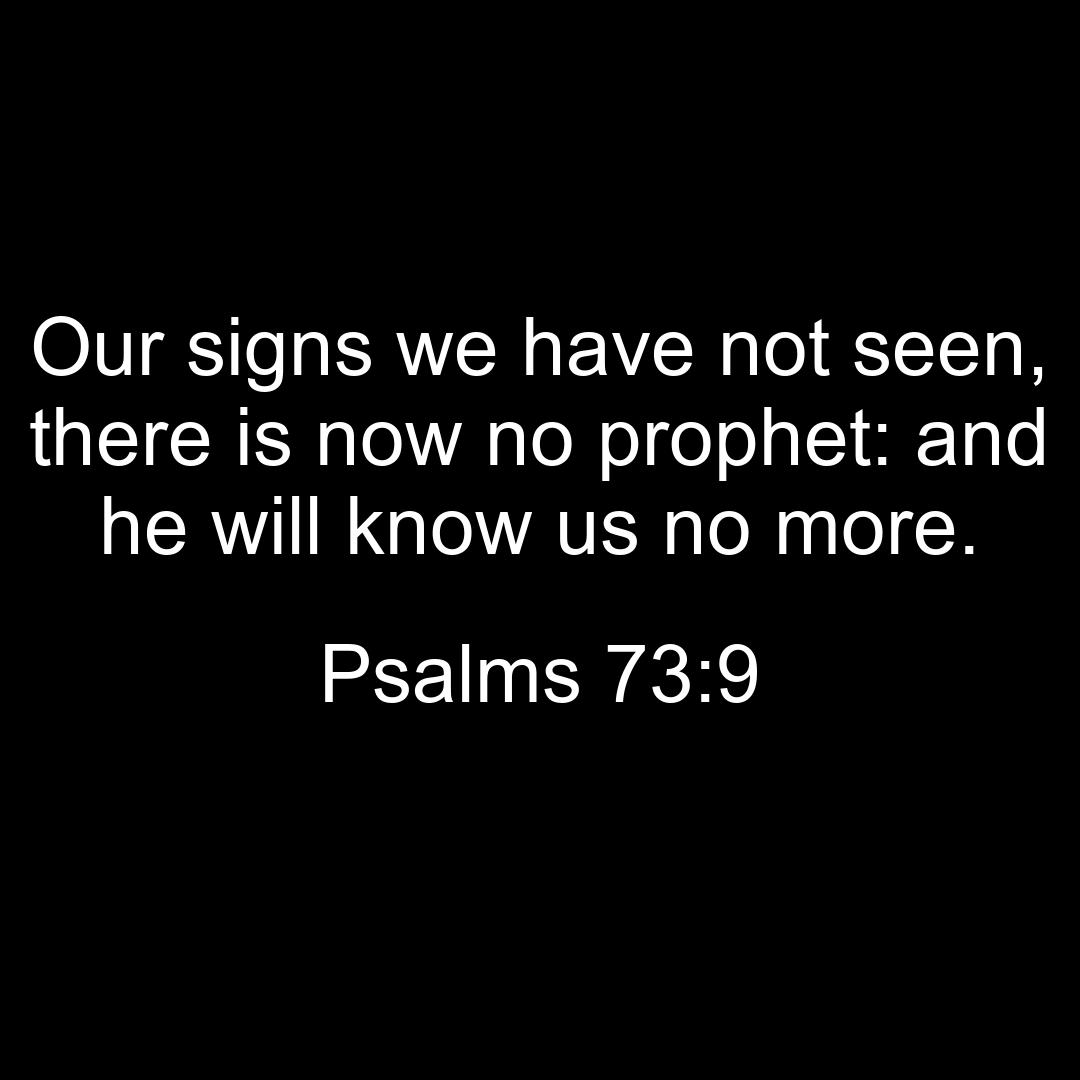 Our signs we have not seen,
there is now no prophet: and
he will know us no more.
Psalms 73:9